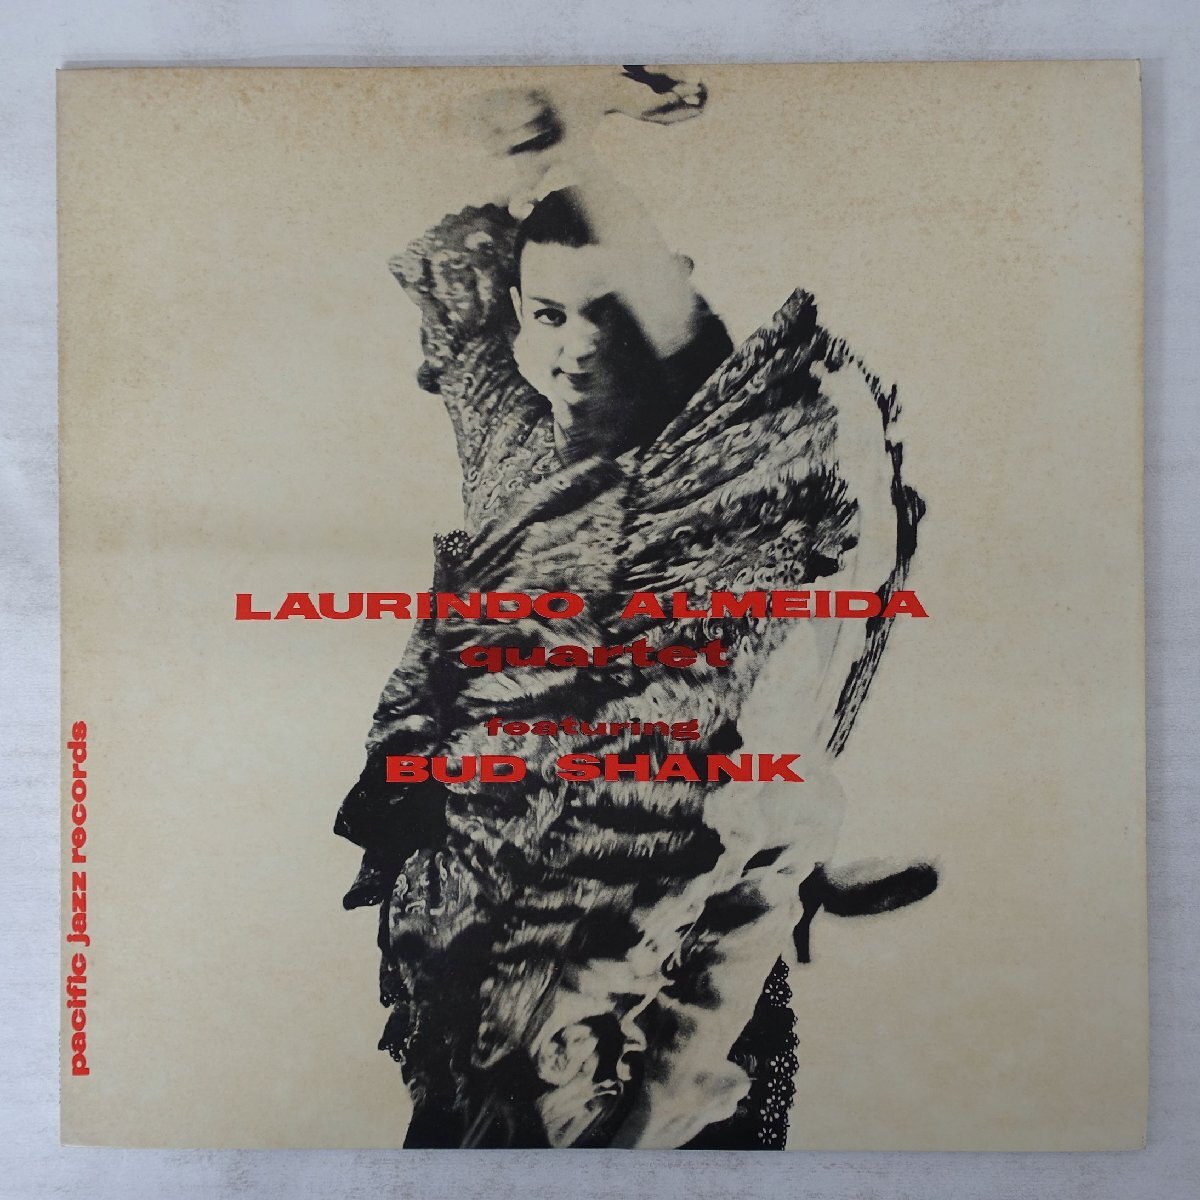 LAURINDO ALMEIDA
quartet
featuring
BUD SHANK
pacific jazz records